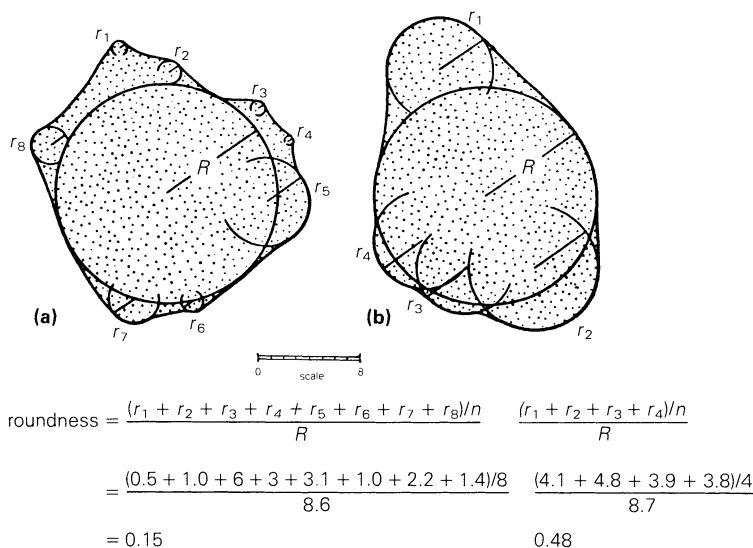 r1
r2
r3
r4
r5
r6
r7
r8
R
(a)
r1
R
r4
r3
r2
(b)
0 8
scale
roundness = (r1 + r2 + r3 + r4 + r5 + r6 + r7 + r8)/n (r1 + r2 + r3 + r4)/n
R R
= (0.5 + 1.0 + 6 + 3 + 3.1 + 1.0 + 2.2 + 1.4)/8 (4.1 + 4.8 + 3.9 + 3.8)/4
8.6 8.7
= 0.15 0.48